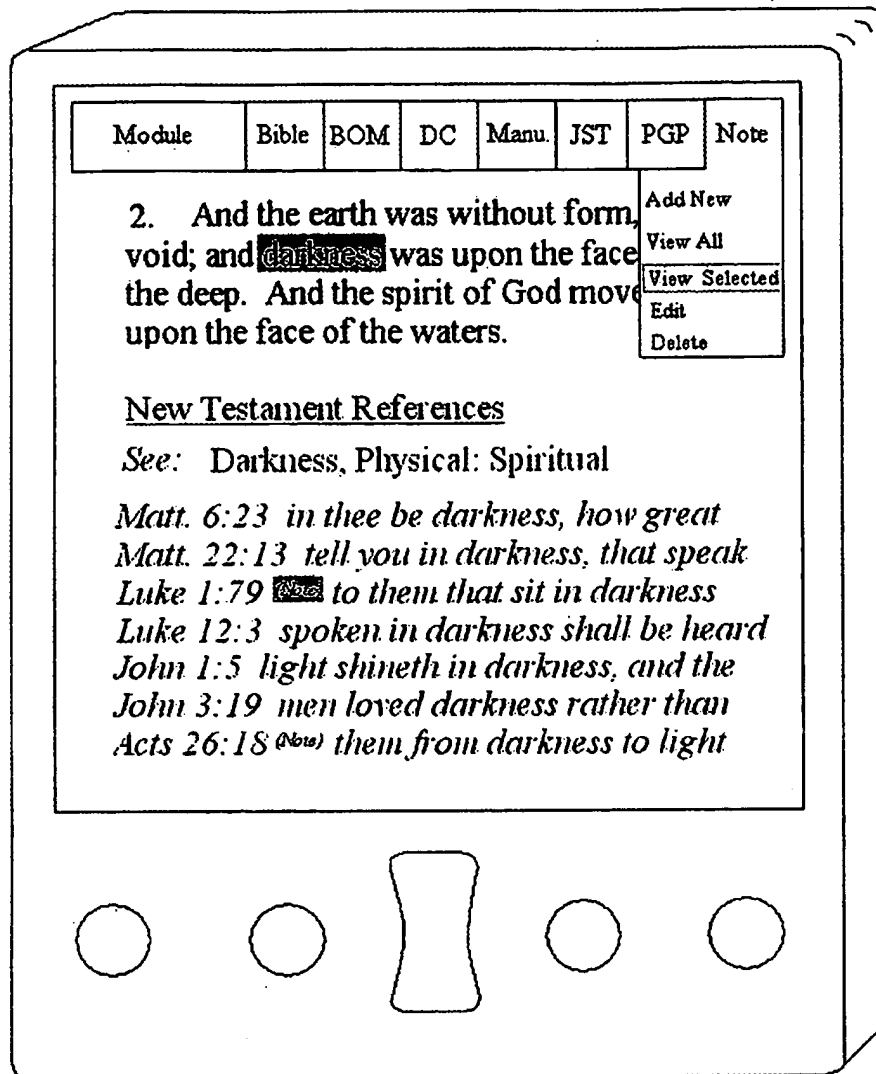 Module Bible BOM DC Manu. JST PGP Note
Add New
View All
View Selected
Edit
Delete
2. And the earth was without form,
void; and darkness was upon the face
the deep. And the spirit of God move
upon the face of the waters.
New Testament References
See: Darkness, Physical: Spiritual
Matt. 6:23 in thee be darkness, how great
Matt. 22:13 tell you in darkness, that speak
Luke 1:79 (Note) to them that sit in darkness
Luke 12:3 spoken in darkness shall be heard
John 1:5 light shineth in darkness, and the
John 3:19 men loved darkness rather than
Acts 26:18 (Note) them from darkness to light